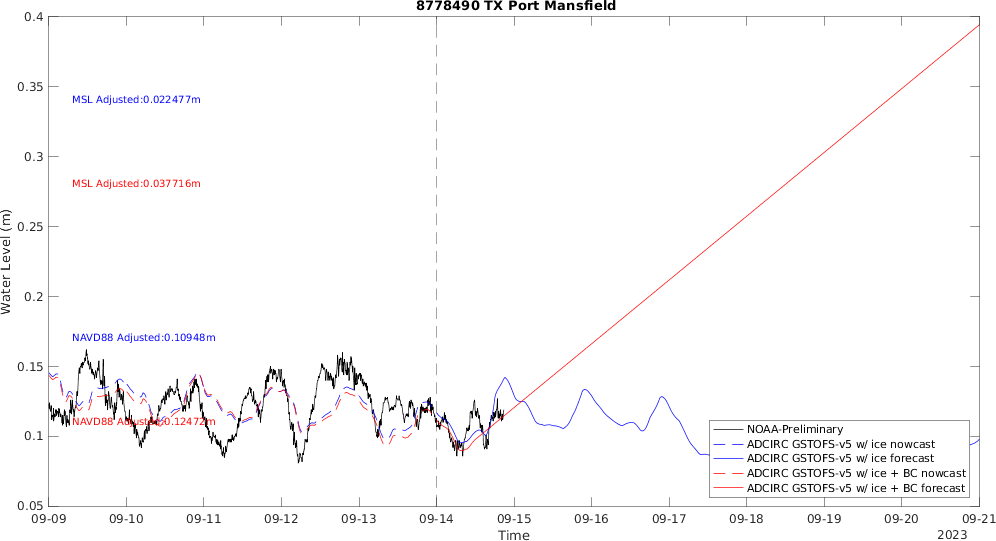 8778490 TX Port Mansfield
0.4
0.35
MSL Adjusted:0.022477m
0.3
MSL Adjusted:0.037716m
0.25
Water Level (m)
0.2
NAVD88 Adjusted:0.10948m
0.15
NAVD88 Adjusted:0.12472m
0.1
NOAA-Preliminary
ADCIRC GSTOFS-v5 w/ ice nowcast
ADCIRC GSTOFS-v5 w/ ice forecast
ADCIRC GSTOFS-v5 w/ ice + BC nowcast
ADCIRC GSTOFS-v5 w/ ice + BC forecast
0.05
09-09 09-10 09-11 09-12 09-13 09-14 09-15 09-16 09-17 09-18 09-19 09-20 09-21
Time
2023